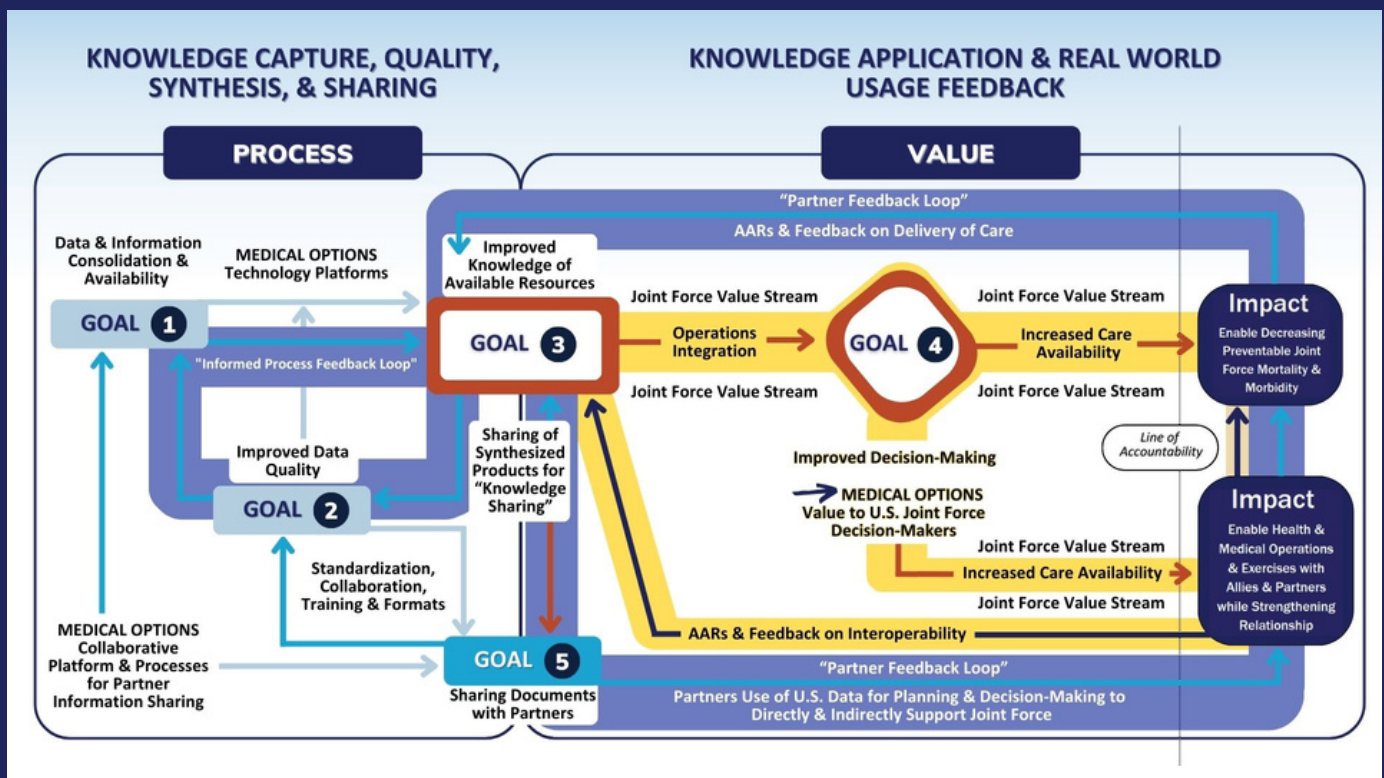 KNOWLEDGE CAPTURE, QUALITY,
SYNTHESIS, & SHARING
KNOWLEDGE APPLICATION & REAL WORLD
USAGE FEEDBACK
PROCESS
VALUE
Data & Information
Consolidation &
Availability
GOAL 1
MEDICAL OPTIONS
Technology Platforms
"Informed Process Feedback Loop"
Improved Data
Quality
GOAL 2
Standardization,
Collaboration,
Training & Formats
MEDICAL OPTIONS
Collaborative
Platform & Processes
for Partner
Information Sharing
Improved
Knowledge of
Available Resources
GOAL 3
Sharing of
Synthesized
Products for
“Knowledge
Sharing”
GOAL 5
Sharing Documents
with Partners
“Partner Feedback Loop”
AARs & Feedback on Delivery of Care
Joint Force Value Stream
Operations
Integration
Joint Force Value Stream
GOAL 4
Joint Force Value Stream
Increased Care
Availability
Joint Force Value Stream
Improved Decision-Making
MEDICAL OPTIONS
Value to U.S. Joint Force
Decision-Makers
Joint Force Value Stream
Increased Care Availability
Joint Force Value Stream
AARs & Feedback on Interoperability
“Partner Feedback Loop”
Partners Use of U.S. Data for Planning & Decision-Making to
Directly & Indirectly Support Joint Force
Line of
Accountability
Impact
Enable Decreasing
Preventable Joint
Force Mortality &
Morbidity
Impact
Enable Health &
Medical Operations
& Exercises with
Allies & Partners
while Strengthening
Relationship